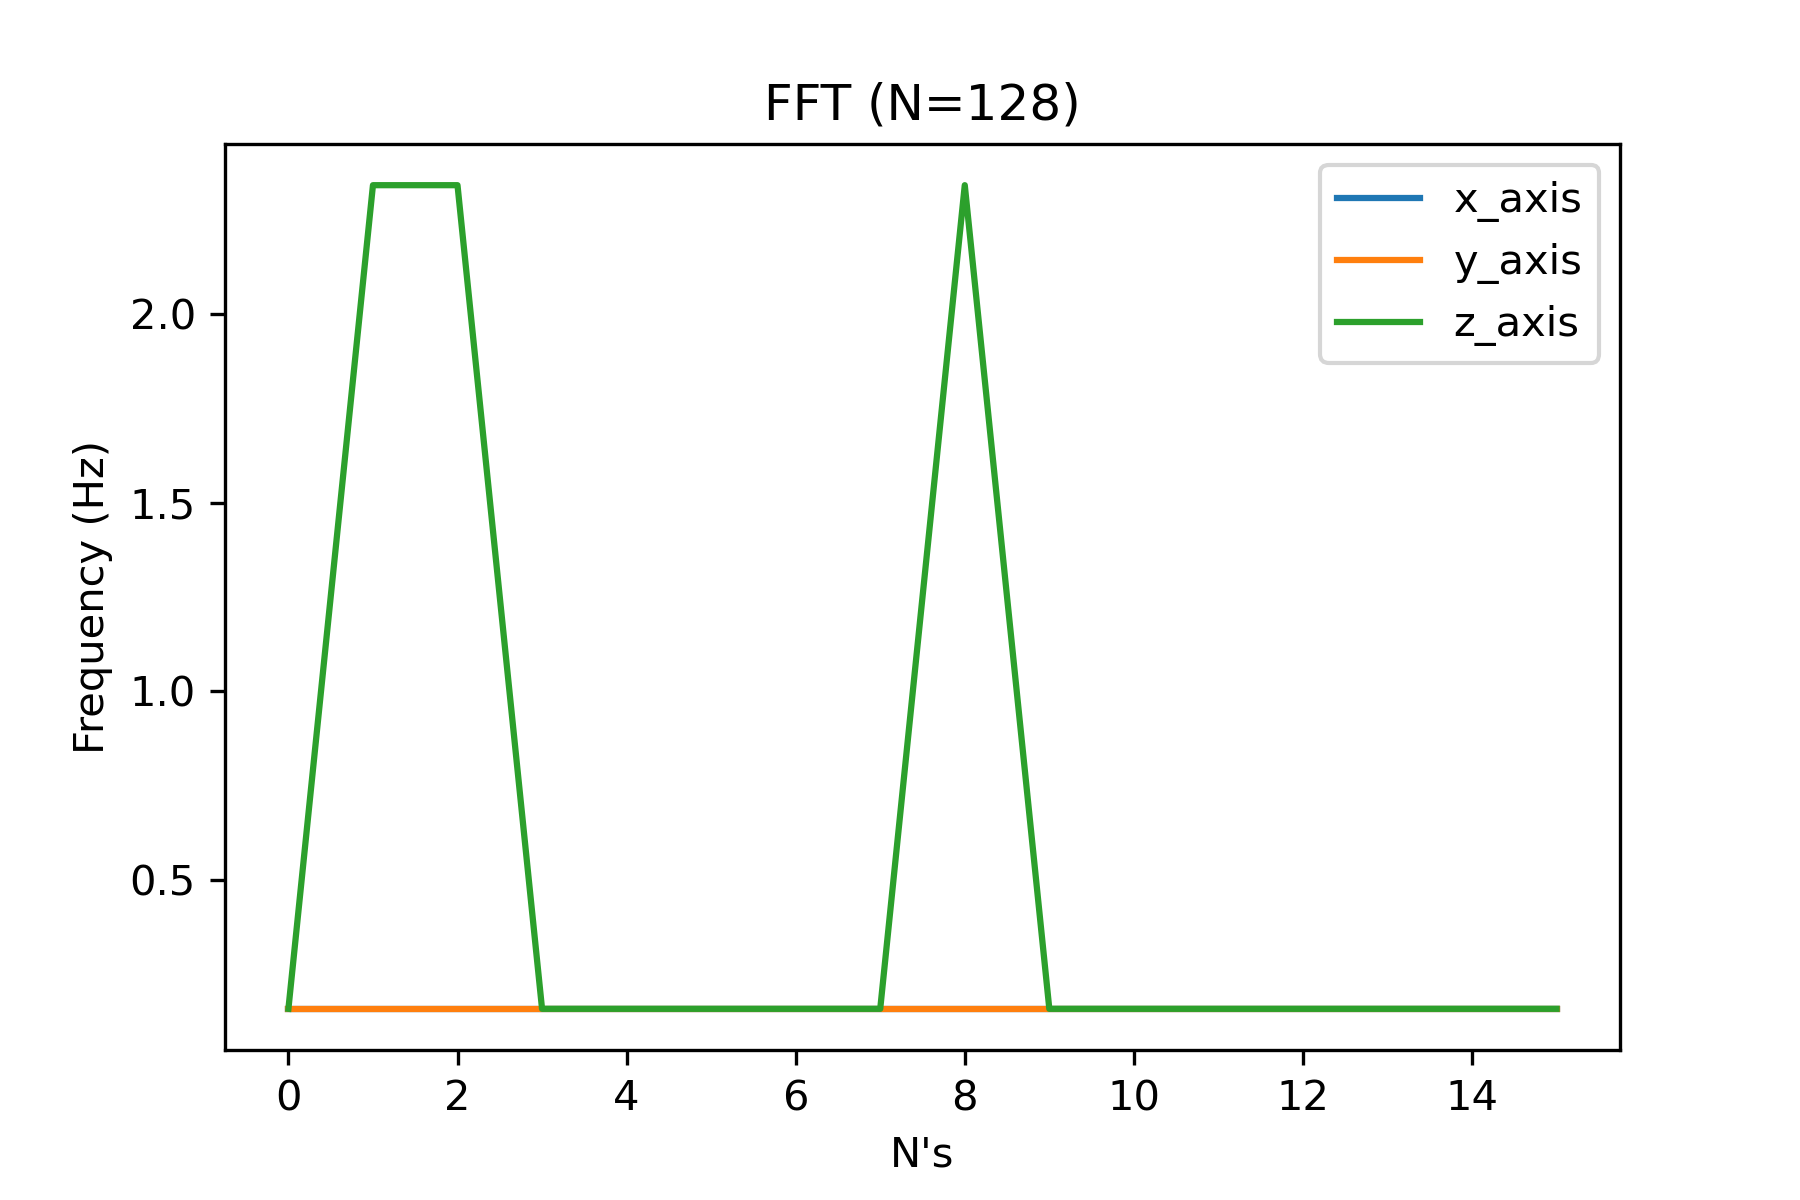 FFT (N=128)
x_axis
y_axis
z_axis
Frequency (Hz)
2.0
1.5
1.0
0.5
0 2 4 6 8 10 12 14
N's